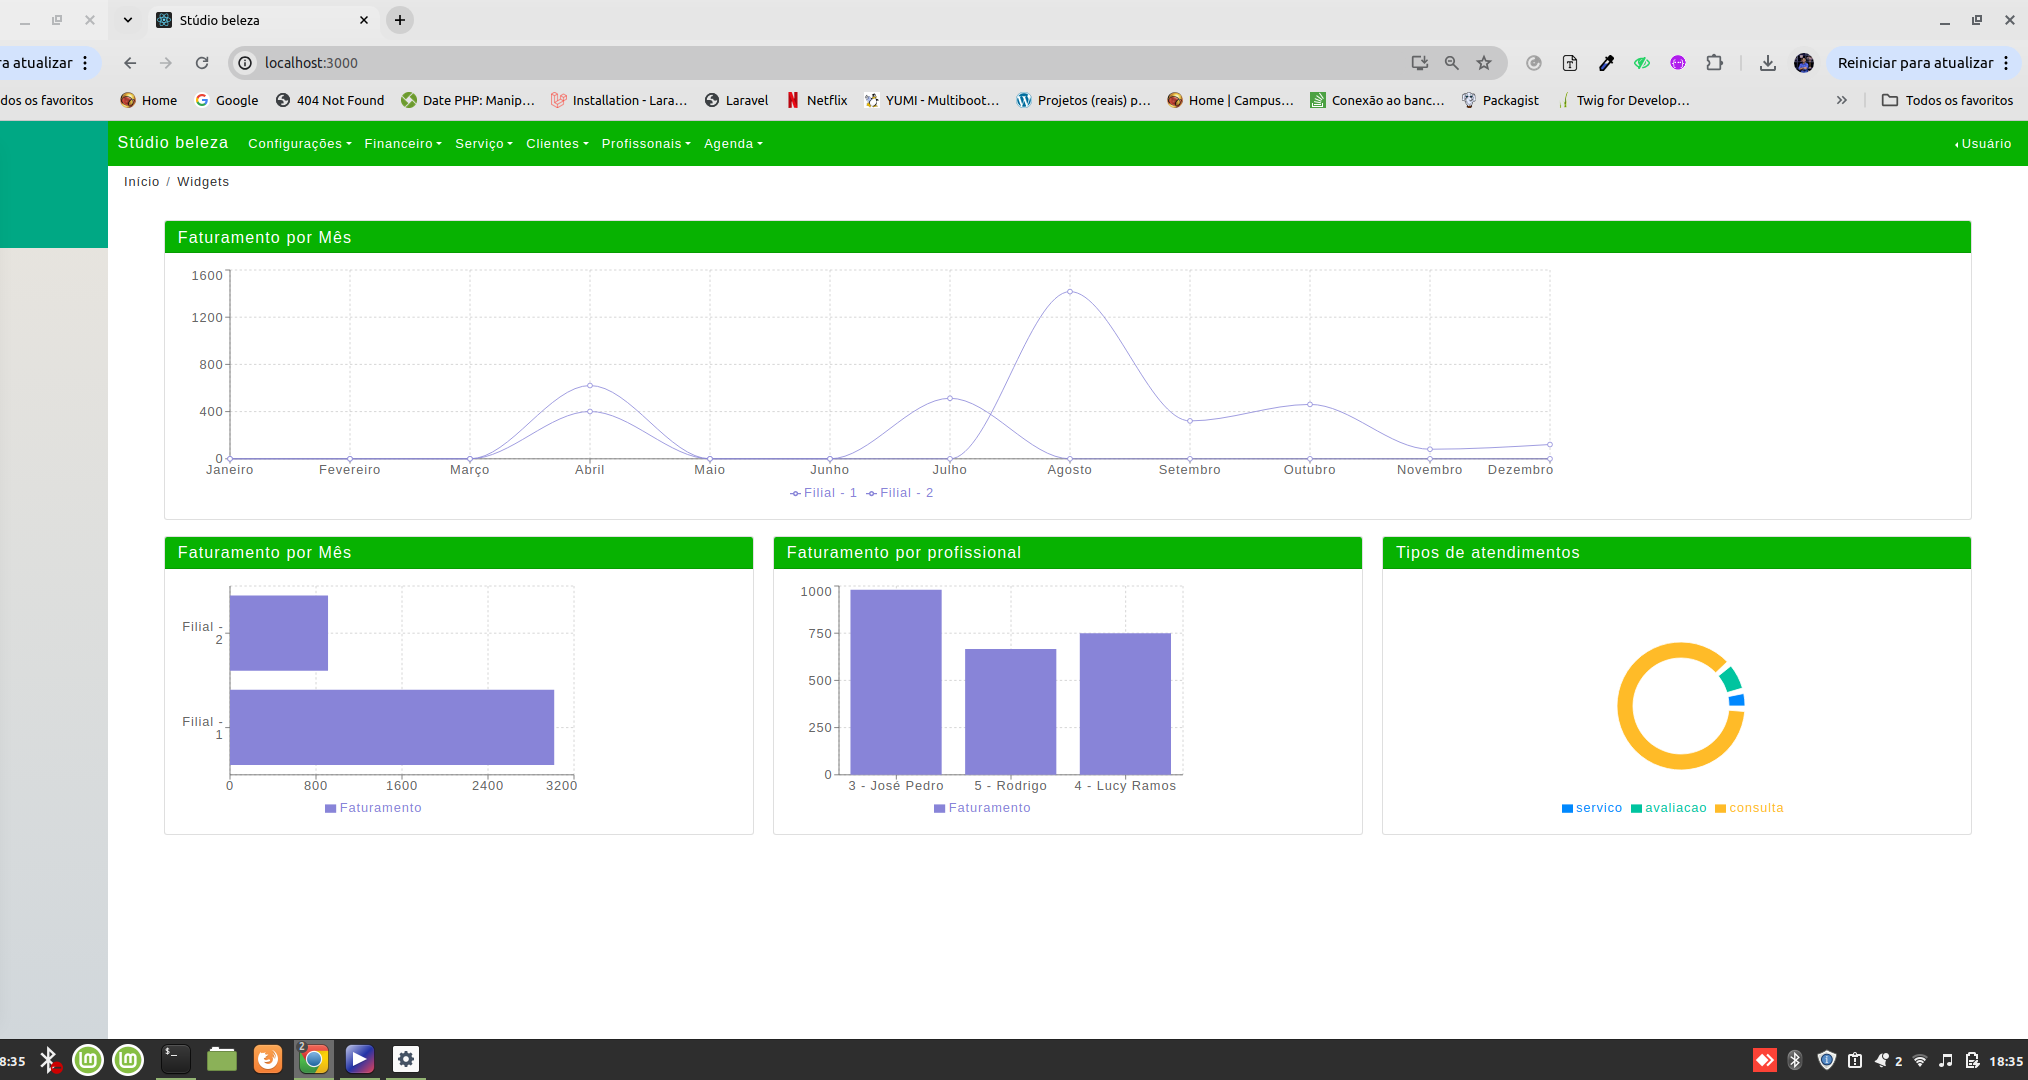 Stúdio beleza
ra atualizar
localhost:3000
Reiniciar para atualizar
dos os favoritos
Home
Google
404 Not Found
Date PHP: Manip...
Installation - Lara...
Laravel
Netflix
YUMI - Multiboot...
Projetos (reais) p...
Home | Campus...
Conexão ao banc...
Packagist
Twig for Develop...
Todos os favoritos
Stúdio beleza Configurações Financeiro Serviço Clientes Profissonais Agenda Usuário
Início / Widgets
Faturamento por Mês
1600
1200
800
400
0
Janeiro Fevereiro Março Abril Maio Junho Julho Agosto Setembro Outubro Novembro Dezembro
Filial - 1 Filial - 2
Faturamento por Mês
Filial -
2
Filial -
1
0 800 1600 2400 3200
Faturamento
Faturamento por profissional
1000
750
500
250
0
3 - José Pedro 5 - Rodrigo 4 - Lucy Ramos
Faturamento
Tipos de atendimentos
servico avaliacao consulta
8:35
2
2
18:35